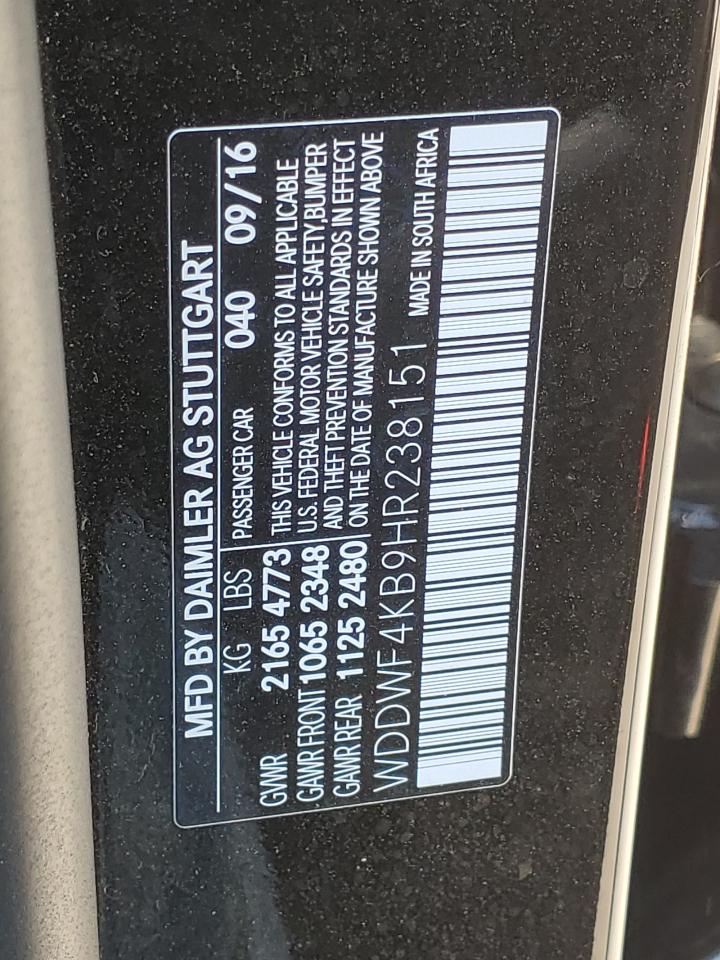 MFD BY DAIMLER AG STUTTGART
KG LBS PASSENGER CAR 040 09/16
GVWR 2165 4773 THIS VEHICLE CONFORMS TO ALL APPLICABLE
GAWR FRONT 1065 2348 U.S. FEDERAL MOTOR VEHICLE SAFETY,BUMPER
GAWR REAR 1125 2480 AND THEFT PREVENTION STANDARDS IN EFFECT
ON THE DATE OF MANUFACTURE SHOWN ABOVE
WDDWF4KB9HR238151 MADE IN SOUTH AFRICA